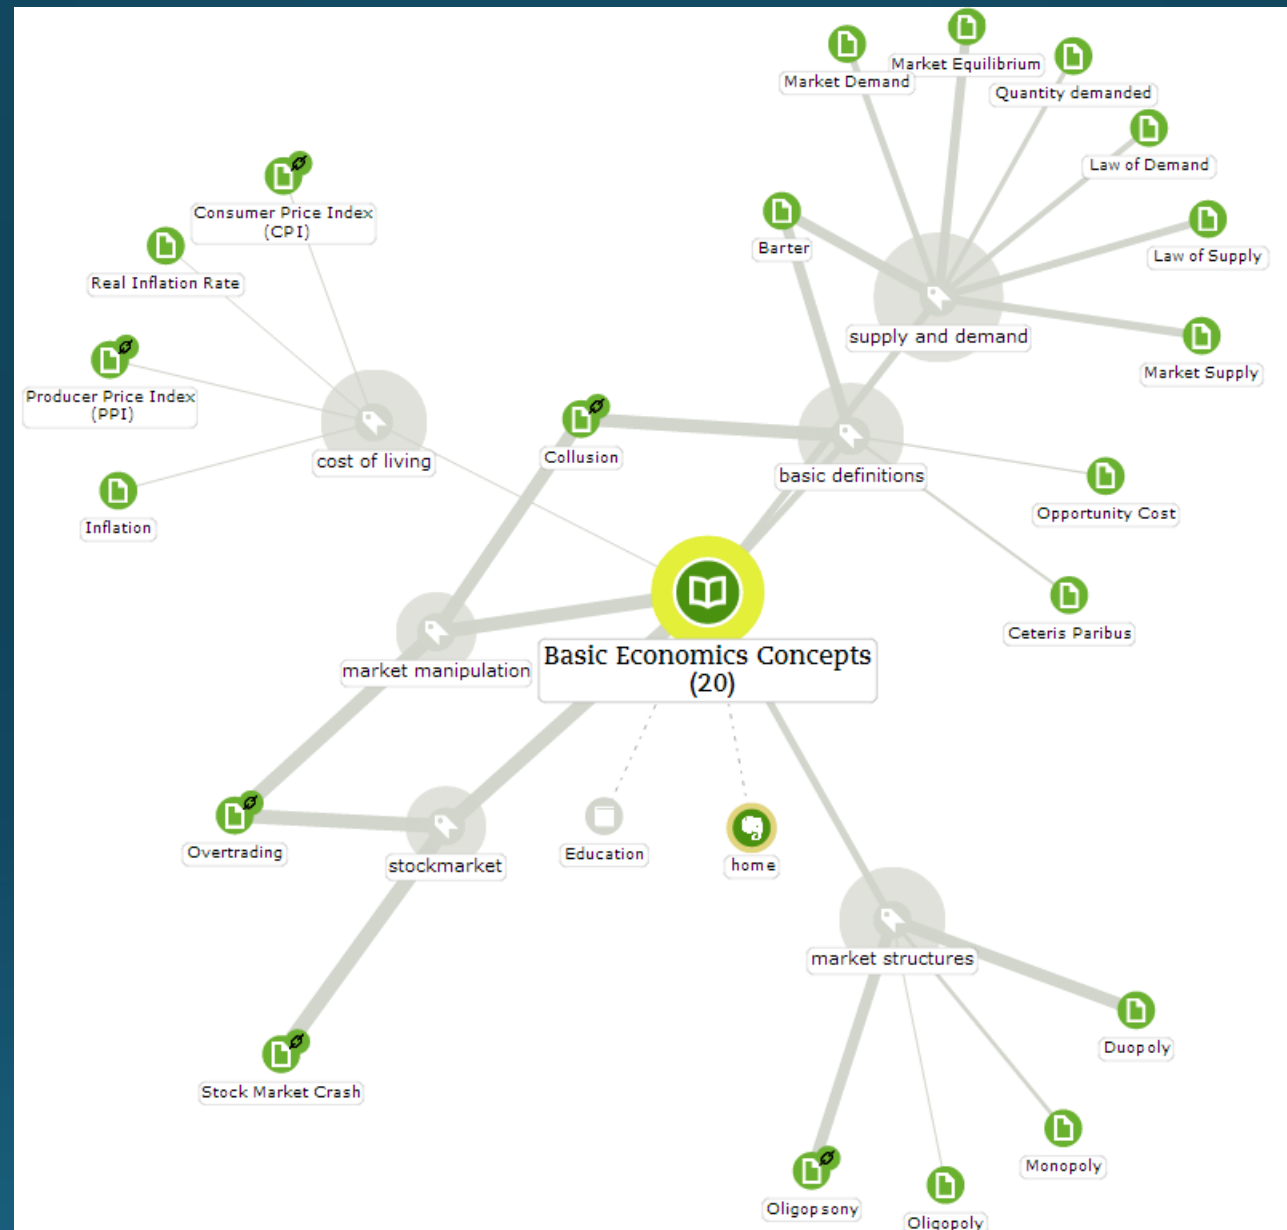 Market Demand
Market Equilibrium
Quantity demanded
Law of Demand
Law of Supply
Market Supply
Barter
supply and demand
Consumer Price Index
(CPI)
Real Inflation Rate
Producer Price Index
(PPI)
Inflation
cost of living
Collusion
basic definitions
Opportunity Cost
Ceteris Paribus
market manipulation
Basic Economics Concepts
(20)
Overtrading
stockmarket
Education
home
Stock Market Crash
market structures
Duopoly
Monopoly
Oligopsony
Oligopoly